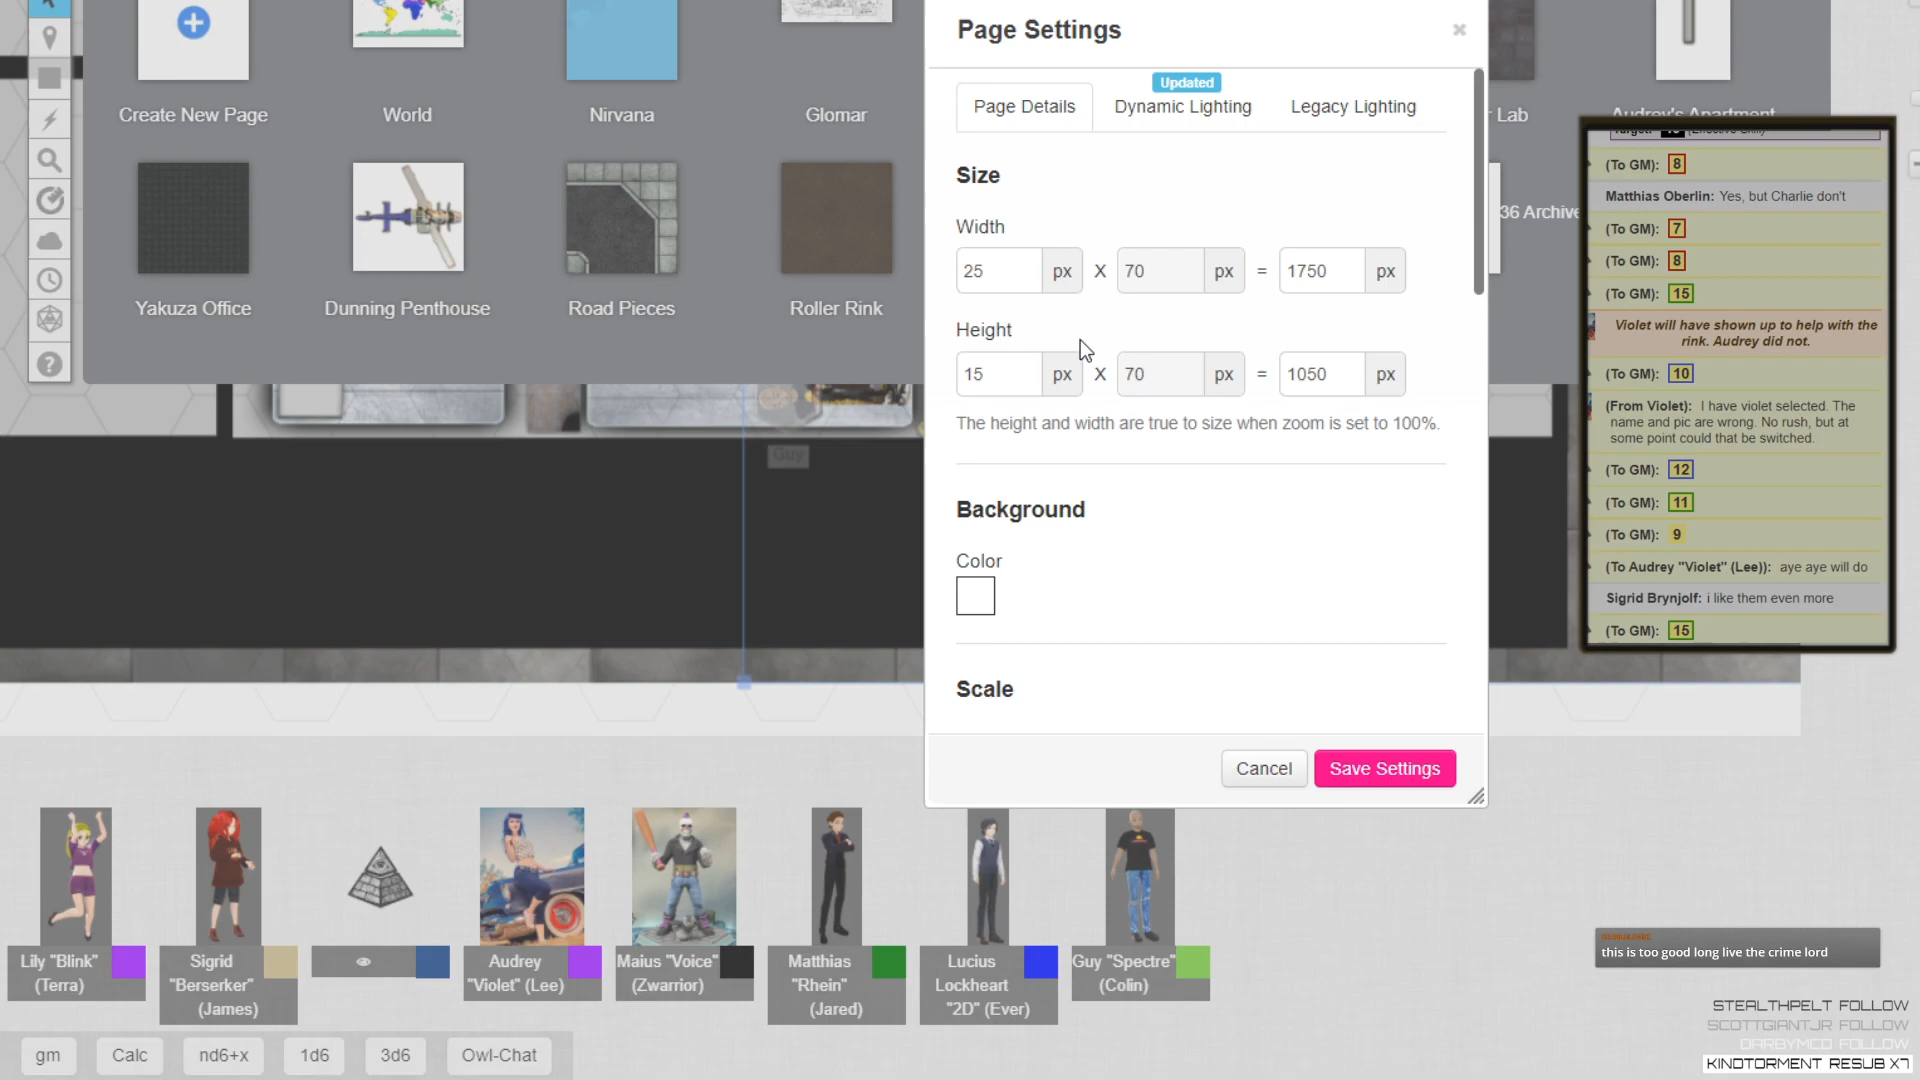 Page Settings
×
Updated
Page Details
Dynamic Lighting
Legacy Lighting
Create New Page
World
Nirvana
Glomar
Lab
Audrey's Apartment
Yakuza Office
Dunning Penthouse
Road Pieces
Roller Rink
36 Archive
Size
Width
25 px X 70 px = 1750 px
Height
15 px X 70 px = 1050 px
The height and width are true to size when zoom is set to 100%.
Background
Color
Scale
Cancel
Save Settings
Guy
(To GM): 8
Matthias Oberlin: Yes, but Charlie don't
(To GM): 7
(To GM): 8
(To GM): 15
Violet will have shown up to help with the
rink. Audrey did not.
(To GM): 10
(From Violet): I have violet selected. The
name and pic are wrong. No rush, but at
some point could that be switched.
(To GM): 12
(To GM): 11
(To GM): 9
(To Audrey "Violet" (Lee)): aye aye will do
Sigrid Brynjolf: i like them even more
(To GM): 15
Lily "Blink"
(Terra)
Sigrid
"Berserker"
(James)
Audrey
"Violet" (Lee)
Maius "Voice"
(Zwarrior)
Matthias
"Rhein"
(Jared)
Lucius
Lockheart
"2D" (Ever)
Guy "Spectre"
(Colin)
this is too good long live the crime lord
STEALTHPELT FOLLOW
SCOTTGIANTJR FOLLOW
DARBYMCD FOLLOW
KINDTORMENT RESUB X7
gm
Calc
nd6+x
1d6
3d6
Owl-Chat